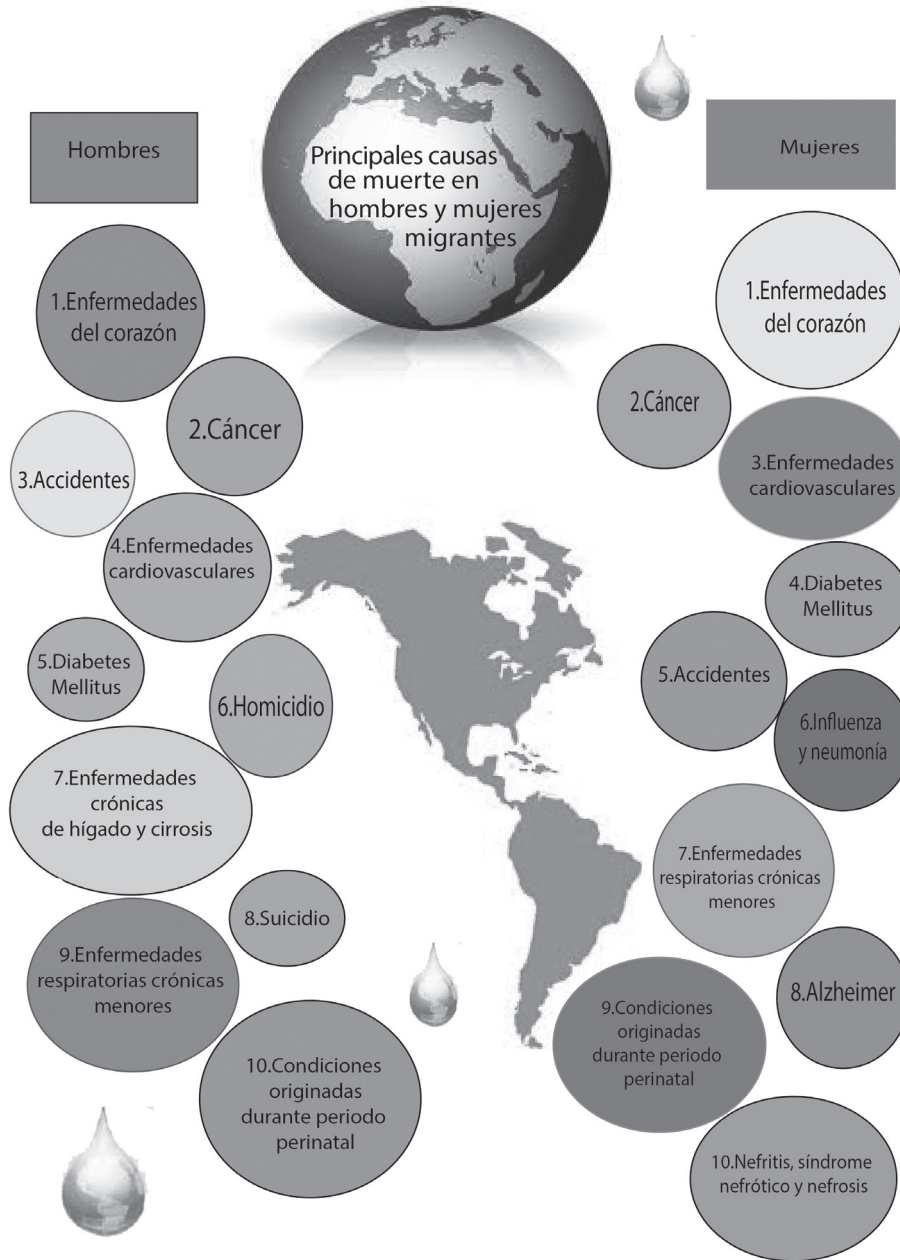 Principales causas
de muerte en
hombres y mujeres
migrantes
Hombres
1.Enfermedades
del corazón
2.Cáncer
3.Accidentes
4.Enfermedades
cardiovasculares
5.Diabetes
Mellitus
6.Homicidio
7.Enfermedades
crónicas
de hígado y cirrosis
8.Suicidio
9.Enfermedades
respiratorias crónicas
menores
10.Condiciones
originadas
durante periodo
perinatal
Mujeres
1.Enfermedades
del corazón
2.Cáncer
3.Enfermedades
cardiovasculares
4.Diabetes
Mellitus
5.Accidentes
6.Influenza
y neumonía
7.Enfermedades
respiratorias crónicas
menores
8.Alzheimer
9.Condiciones
originadas
durante periodo
perinatal
10.Nefritis, síndrome
nefrótico y nefrosis